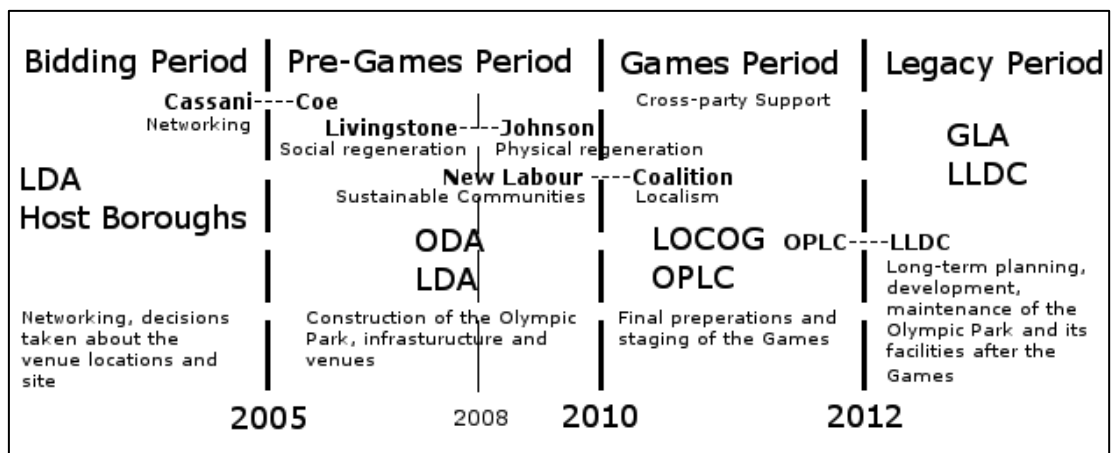 Bidding Period
Pre-Games Period
Games Period
Legacy Period
Cassani----Coe
Networking
Cross-party Support
Livingstone----Johnson
Social regeneration
Physical regeneration
New Labour ----Coalition
Sustainable Communities
Localism
LDA
Host Boroughs
ODA
LDA
LOCOG
OPLC
OPLC----LLDC
GLA
LLDC
Networking, decisions
taken about the
venue locations and
site
Construction of the Olympic
Park, infrasturucture and
venues
Final preperations and
staging of the Games
Long-term planning,
development,
maintenance of the
Olympic Park and its
facilities after the
Games
2005
2008
2010
2012